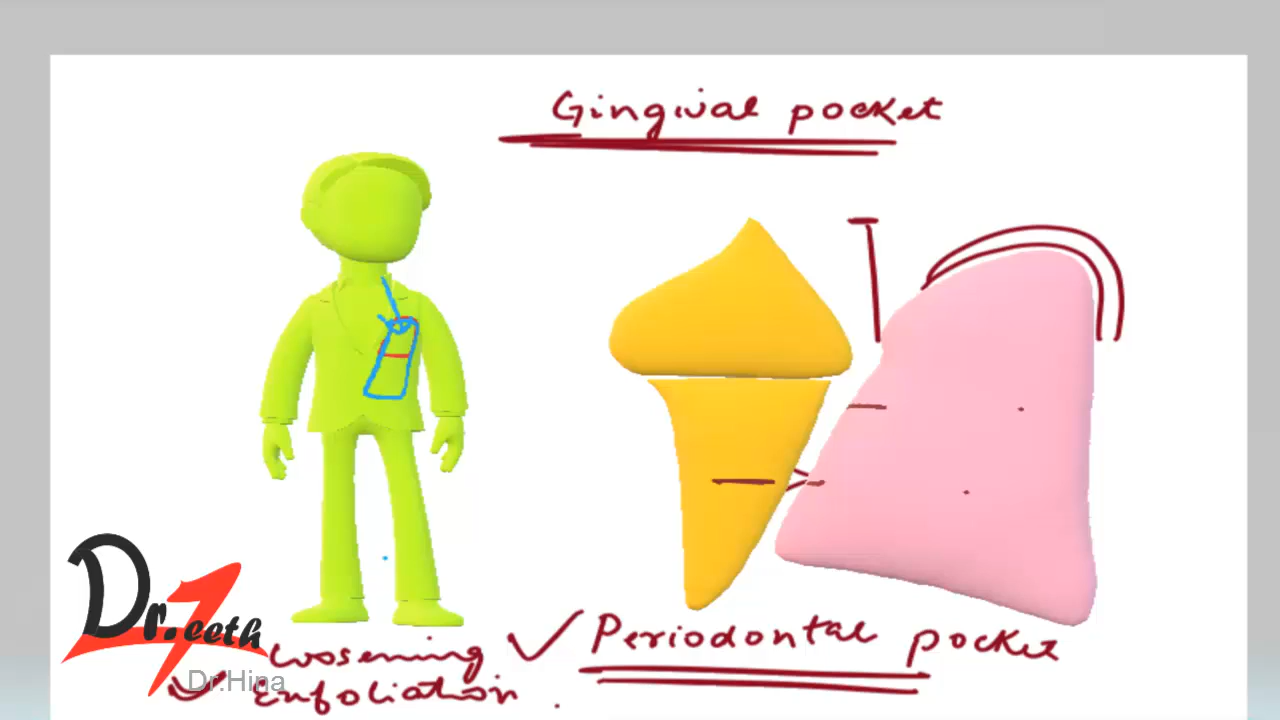 Gingival pocket
Dr. Teeth
Loosening ✓ Periodontal pocket
Dr.Hina
Exfoliation.